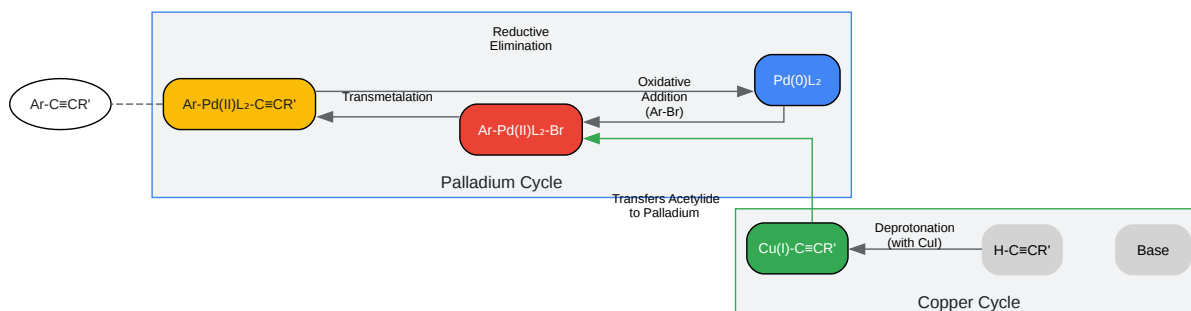 Reductive
Elimination
Pd(0)L₂
Oxidative
Addition
(Ar-Br)
Ar-C≡CR'
Ar-Pd(II)L₂-C≡CR'
Transmetalation
Ar-Pd(II)L₂-Br
Palladium Cycle
Transfers Acetylide
to Palladium
Cu(I)-C≡CR'
Deprotonation
(with CuI)
H-C≡CR'
Base
Copper Cycle